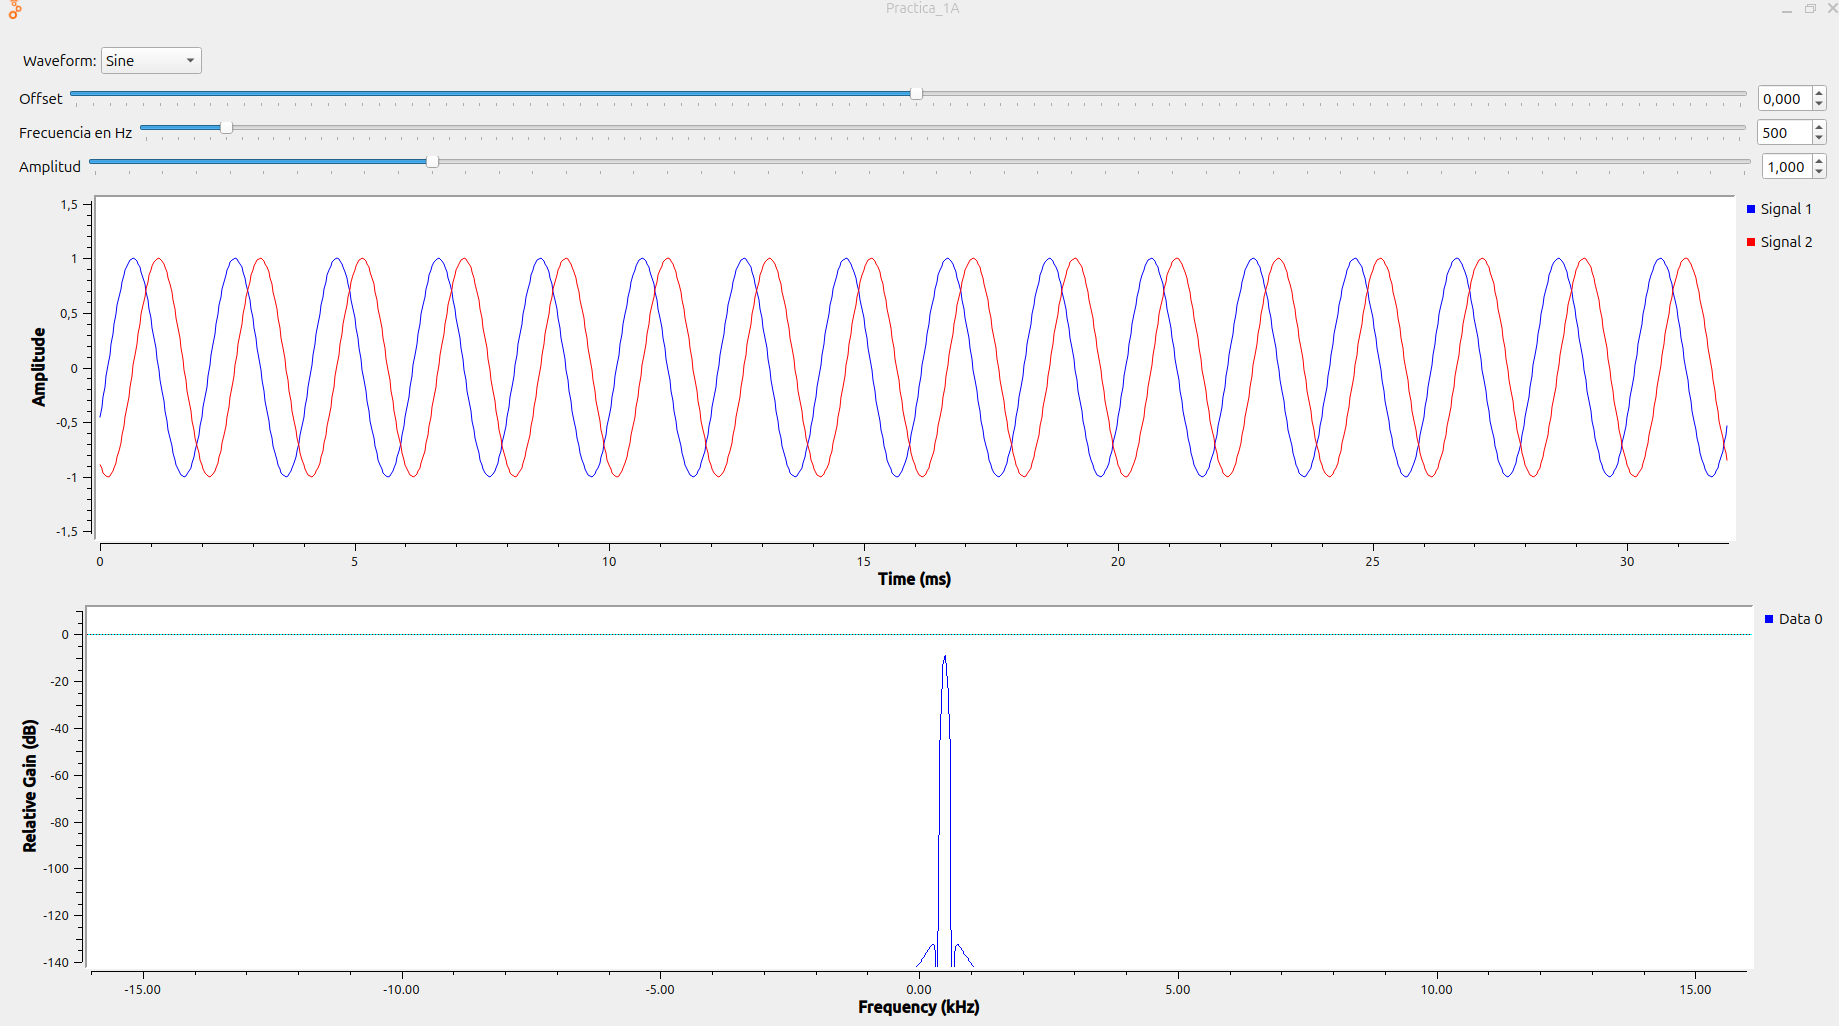 Practica_1A
Waveform: Sine
Offset 0,000
Frecuencia en Hz 500
Amplitud 1,000
1,5
1
0,5
0
-0,5
-1
-1,5
Amplitude
Signal 1
Signal 2
0 5 10 15 20 25 30
Time (ms)
0
-20
-40
-60
-80
-100
-120
-140
Relative Gain (dB)
Data 0
-15.00 -10.00 -5.00 0.00 5.00 10.00 15.00
Frequency (kHz)